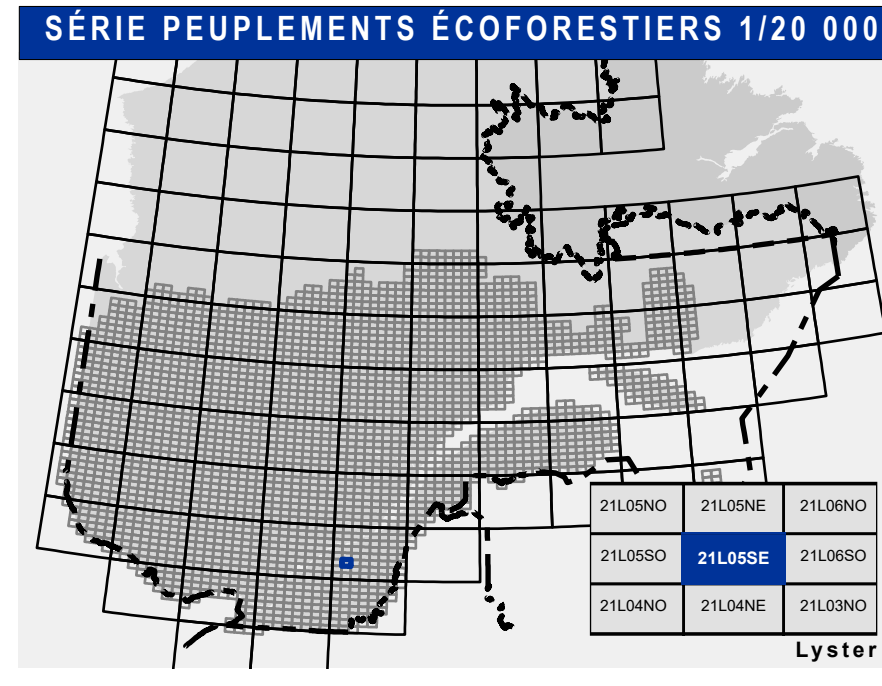 SÉRIE PEUPLEMENTS ÉCOFORESTIERS 1/20 000
21L05NO 21L05NE 21L06NO
21L05SO 21L05SE 21L06SO
21L04NO 21L04NE 21L03NO
Lyster